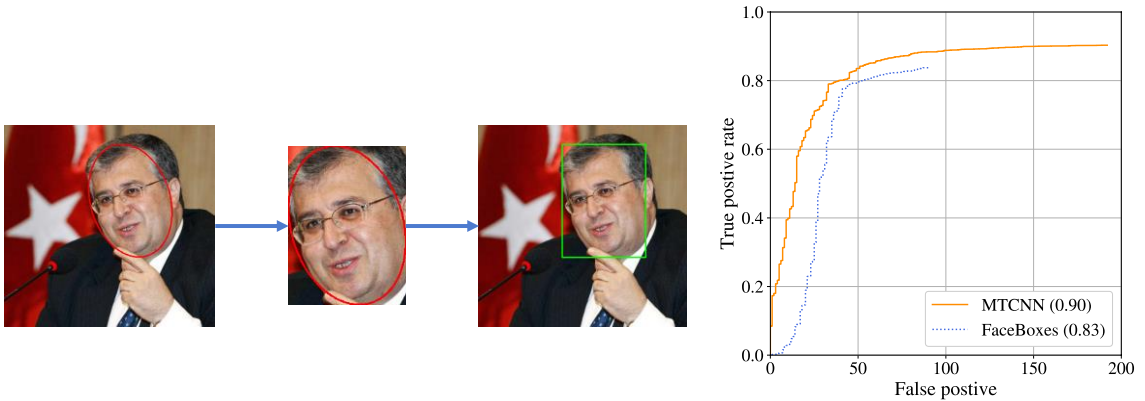 1.0
0.8
0.6
0.4
0.2
0.0
True postive rate
0
50
100
150
200
False postive
MTCNN (0.90)
FaceBoxes (0.83)